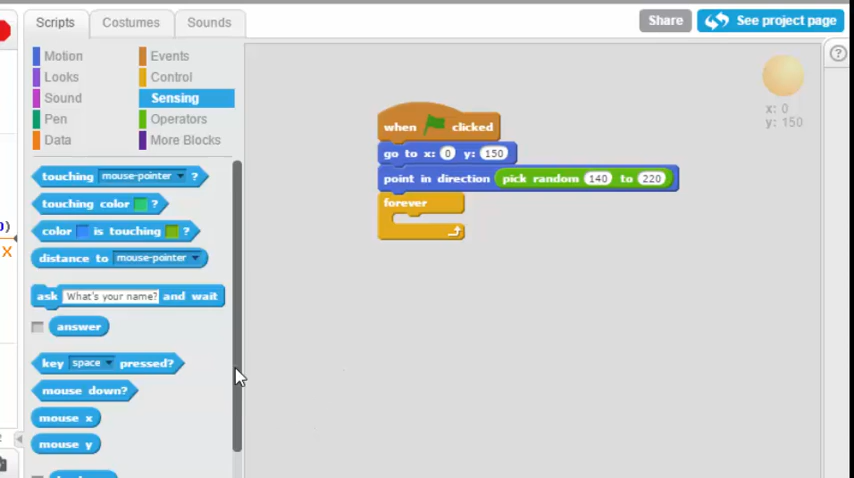 Scripts Costumes Sounds
Share See project page
Motion Events
Looks Control
Sound Sensing
Pen Operators
Data More Blocks
touching mouse-pointer ?
touching color ?
color is touching ?
distance to mouse-pointer
ask What's your name? and wait
answer
key space pressed?
mouse down?
mouse x
mouse y
when clicked
go to x: 0 y: 150
point in direction pick random 140 to 220
forever
x: 0
y: 150
?
)
X